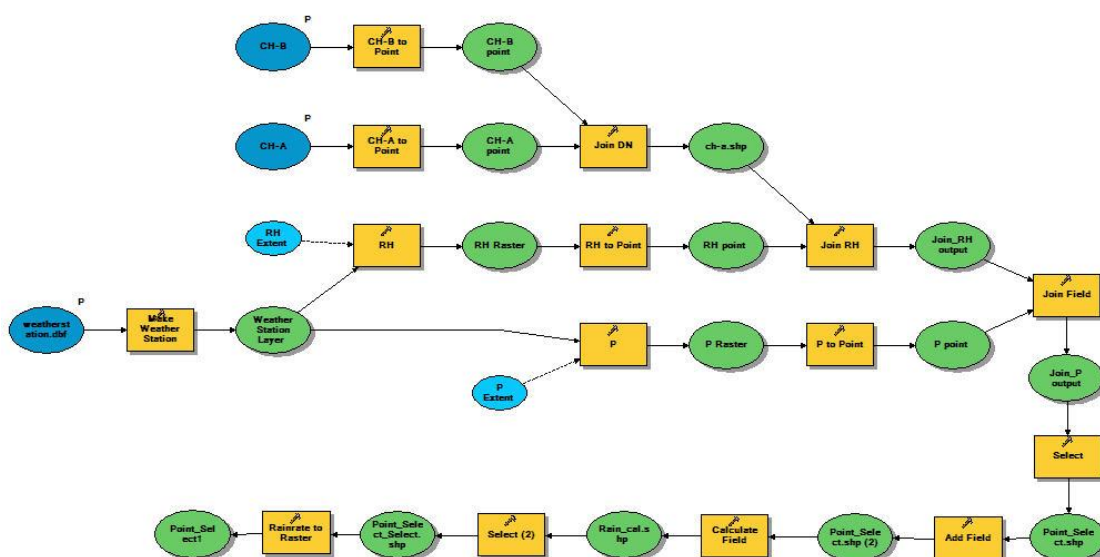 P
CH-B
CH-B to
Point
CH-B
point
P
CH-A
CH-A to
Point
CH-A
point
Join DN
ch-a.shp
RH
Extent
RH
RH Raster
RH to Point
RH point
Join RH
Join_RH
output
P
weatherst
ation.dbf
Make
Weather
Station
Weather
Station
Layer
P
P Raster
P to Point
P point
Join Field
P
Extent
Join_P
output
Select
Point_Sele
ct.shp
Add Field
Point_Sele
ct.shp (2)
Calculate
Field
Rain_cal.s
hp
Select (2)
Point_Sele
ct_Select.
shp
Rainrate to
Raster
Point_Sel
ect1